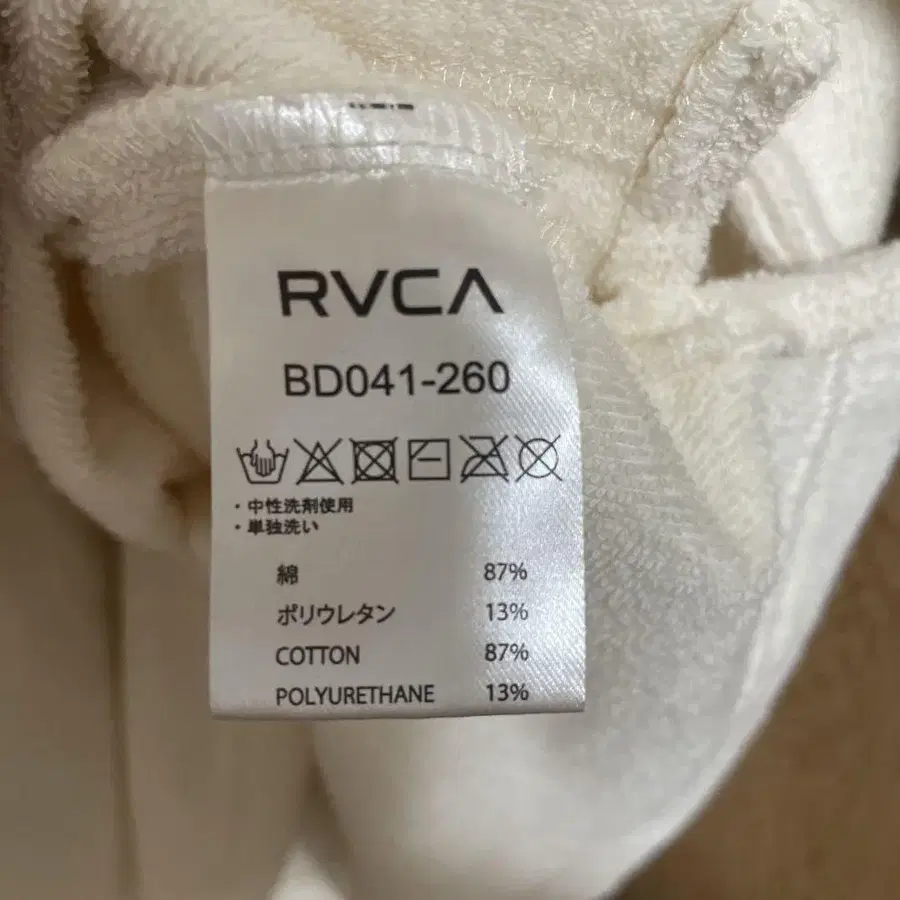 RVCA
BD041-260
・中性洗剤使用
・単独洗い
綿 87%
ポリウレタン 13%
COTTON 87%
POLYURETHANE 13%